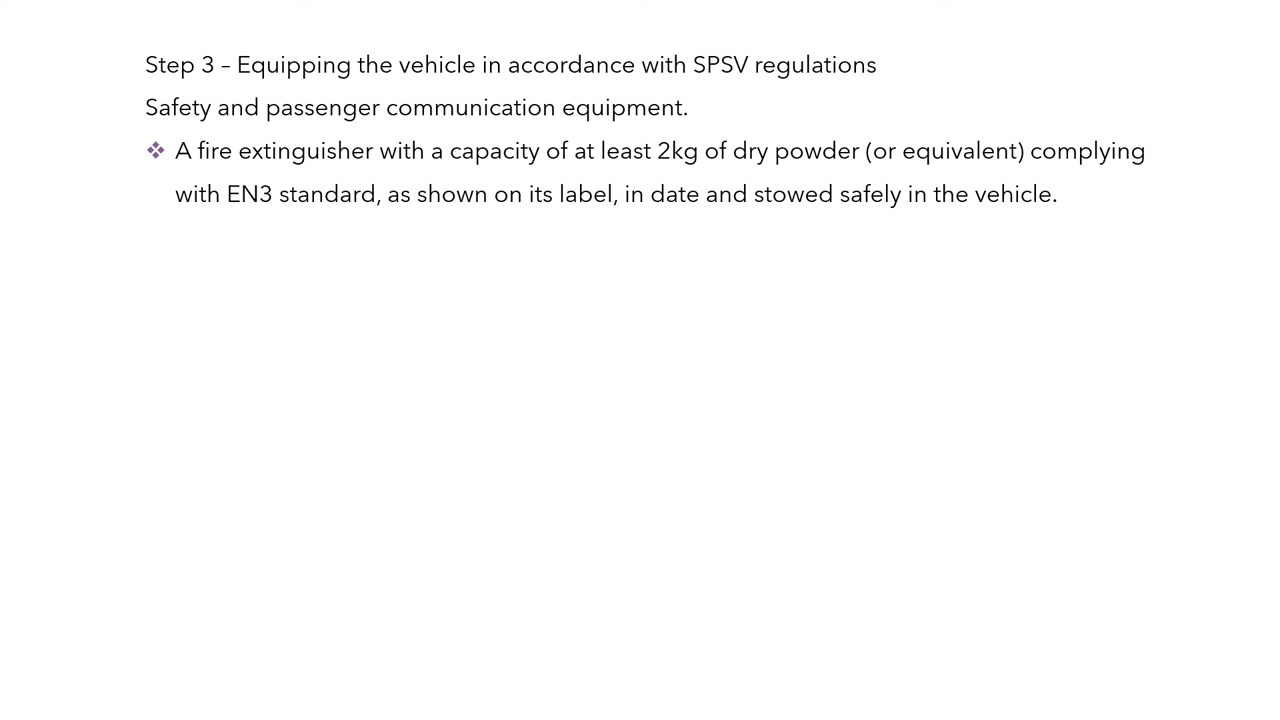 Step 3 – Equipping the vehicle in accordance with SPSV regulations
Safety and passenger communication equipment.
❖ A fire extinguisher with a capacity of at least 2kg of dry powder (or equivalent) complying
with EN3 standard, as shown on its label, in date and stowed safely in the vehicle.